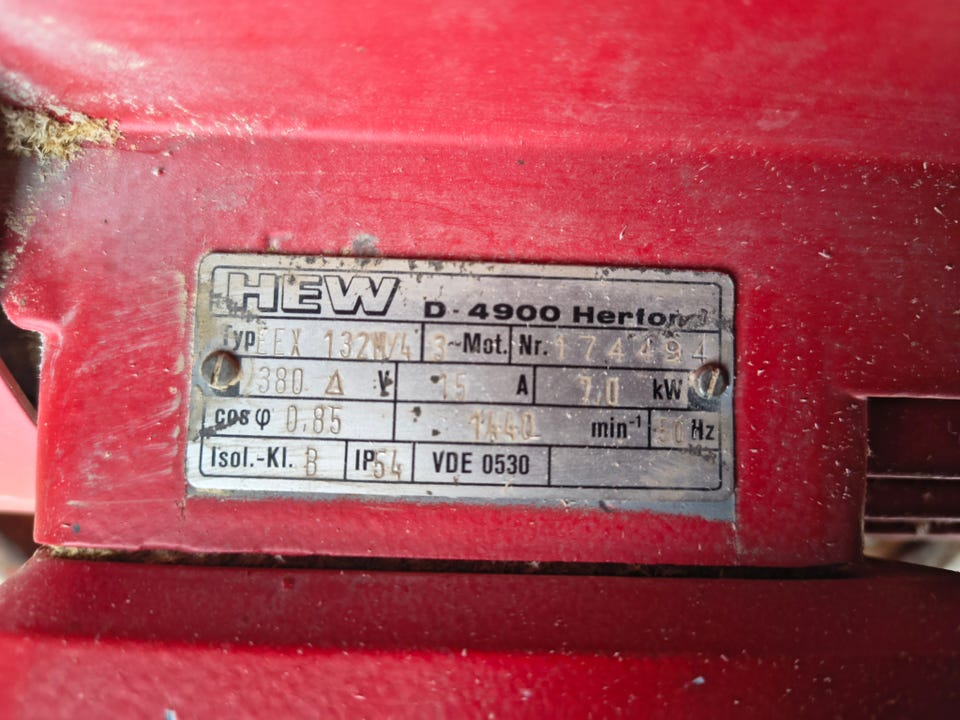 HEW D-4900 Herford
Typ EEX 132M/4 3~Mot. Nr. 174494
380 Δ V 15 A 7,0 kW
cos φ 0,85 1440 min⁻¹ 50 Hz
Isol.-Kl. B IP54 VDE 0530